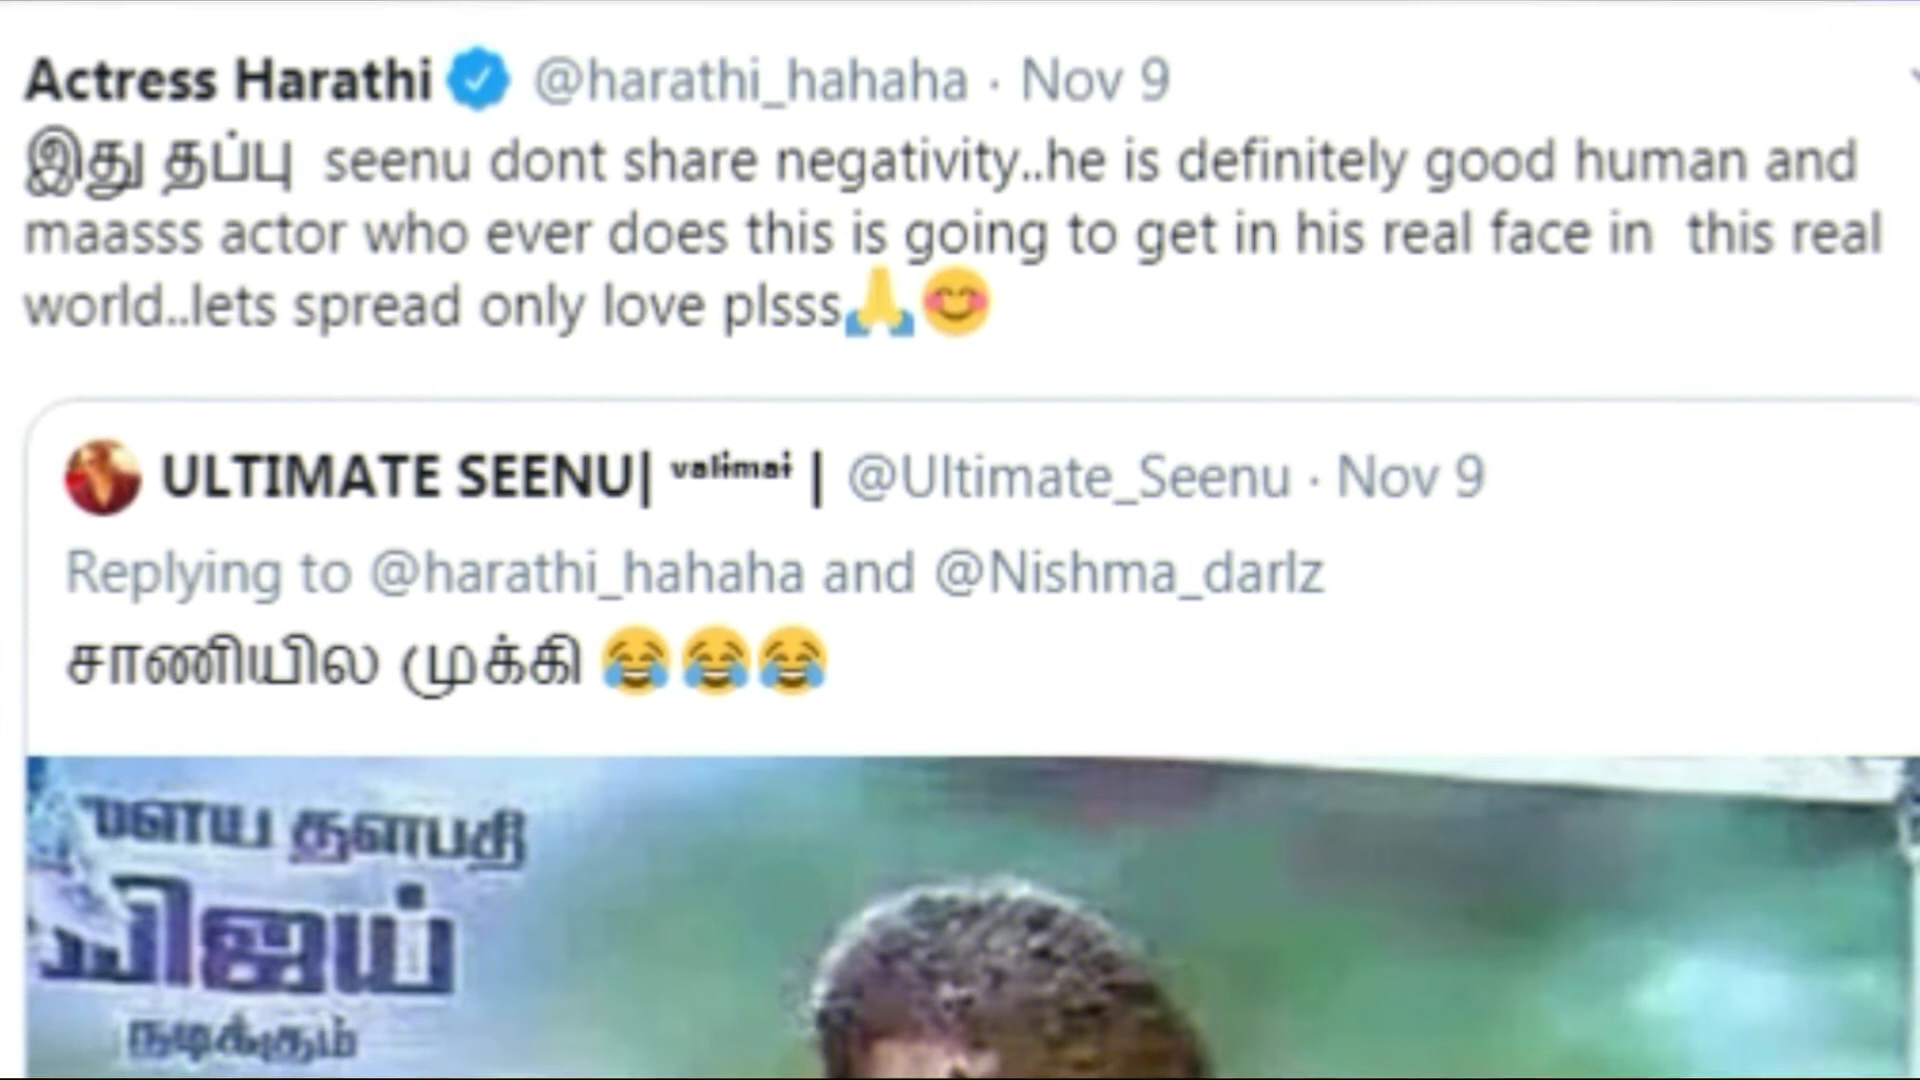 Actress Harathi @harathi_hahaha · Nov 9
இது தப்பு seenu dont share negativity..he is definitely good human and
maasss actor who ever does this is going to get in his real face in this real
world..lets spread only love plsss🙏😊
ULTIMATE SEENU| ᵛᵃˡⁱᵐᵃⁱ | @Ultimate_Seenu · Nov 9
Replying to @harathi_hahaha and @Nishma_darlz
சாணியில முக்கி 😂😂😂
தளபதி
விஜய்
நடிக்கும்